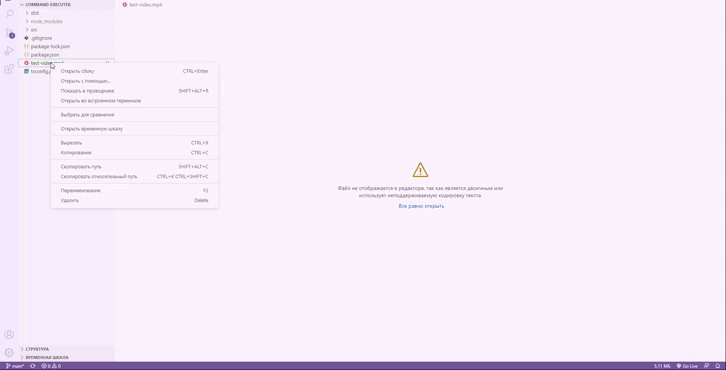 COMMAND-EXECUTER
dist
node_modules
src
.gitignore
package-lock.json
package.json
test-video.mp4
tsconfig.j
test-video.mp4
Открыть сбоку CTRL+Enter
Открыть с помощью...
Показать в проводнике SHIFT+ALT+R
Открыть во встроенном терминале
Выбрать для сравнения
Открыть временную шкалу
Вырезать CTRL+X
Копирование CTRL+C
Скопировать путь SHIFT+ALT+C
Скопировать относительный путь CTRL+K CTRL+SHIFT+C
Переименование F2
Удалить Delete
Файл не отображается в редакторе, так как является двоичным или
использует неподдерживаемую кодировку текста.
Все равно открыть
СТРУКТУРА
ВРЕМЕННАЯ ШКАЛА
main* 0 0 5.11 МБ Go Live